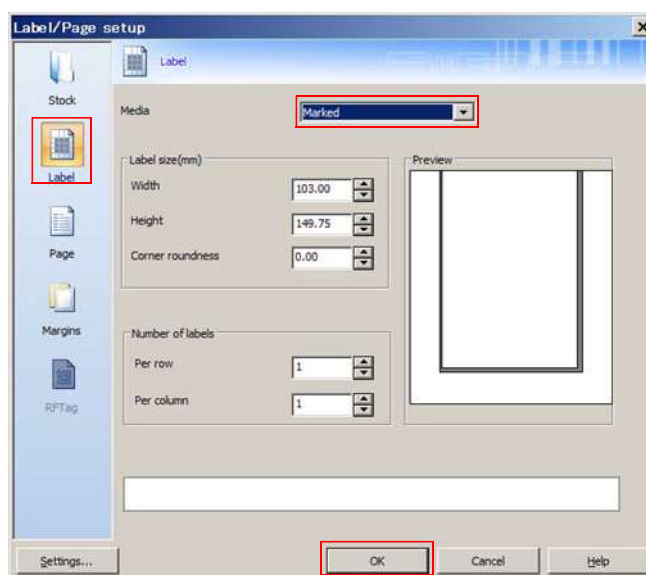 Label/Page setup
Label
Stock
Media
Marked
Label
Label size(mm)
Preview
Width
103.00
Height
149.75
Page
Corner roundness
0.00
Margins
Number of labels
Per row
1
Per column
1
RFTag
Settings...
OK
Cancel
Help